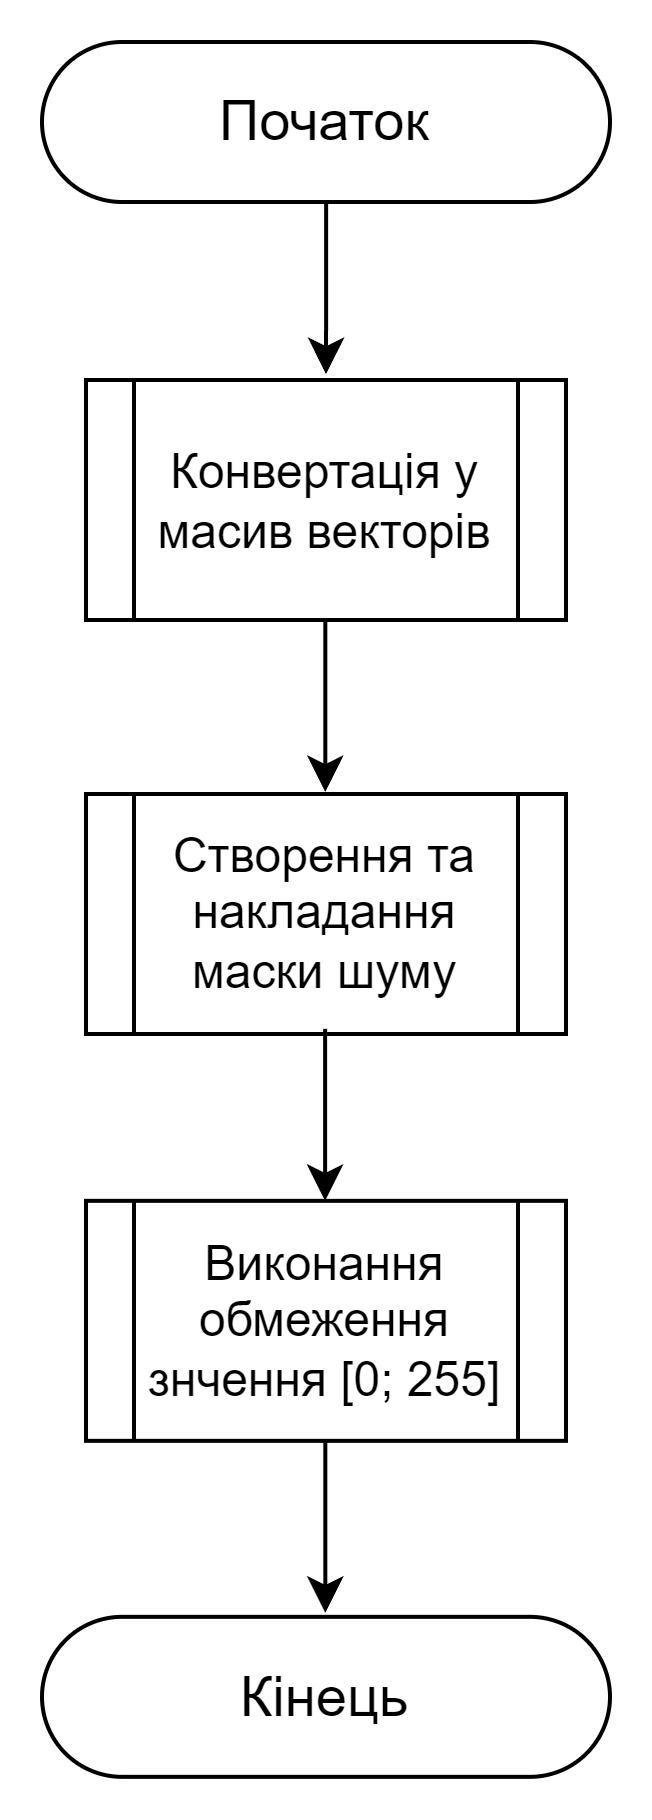 Початок
Конвертація у
масив векторів
Створення та
накладання
маски шуму
Виконання
обмеження
знчення [0; 255]
Кінець